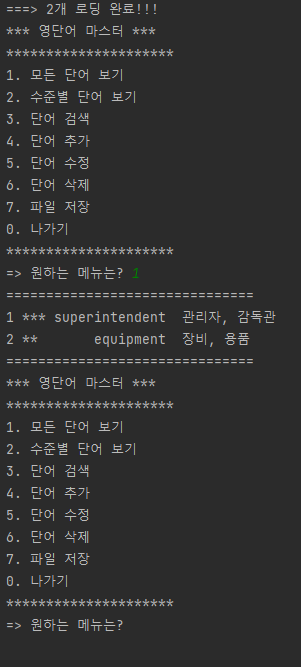 ===> 2개 로딩 완료!!!
*** 영단어 마스터 ***
*********************
1. 모든 단어 보기
2. 수준별 단어 보기
3. 단어 검색
4. 단어 추가
5. 단어 수정
6. 단어 삭제
7. 파일 저장
0. 나가기
*********************
=> 원하는 메뉴는? 1
===============================
1 *** superintendent  관리자, 감독관
2 **       equipment  장비, 용품
===============================
*** 영단어 마스터 ***
*********************
1. 모든 단어 보기
2. 수준별 단어 보기
3. 단어 검색
4. 단어 추가
5. 단어 수정
6. 단어 삭제
7. 파일 저장
0. 나가기
*********************
=> 원하는 메뉴는?